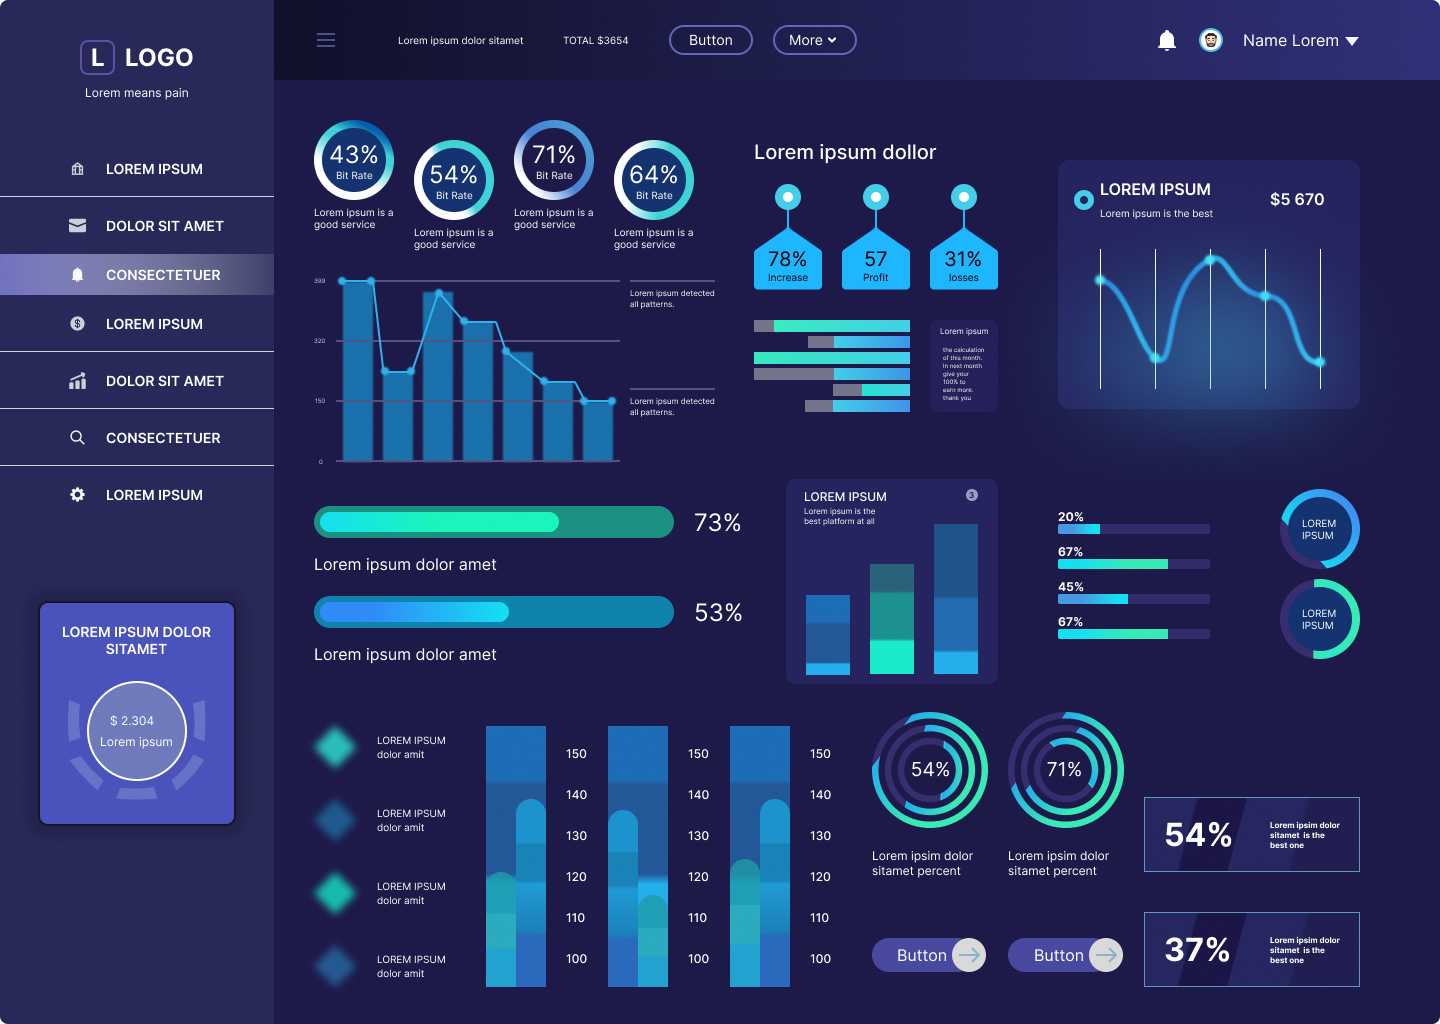 L LOGO
Lorem means pain
LOREM IPSUM
DOLOR SIT AMET
CONSECTETUER
LOREM IPSUM
DOLOR SIT AMET
CONSECTETUER
LOREM IPSUM
LOREM IPSUM DOLOR
SITAMET
$ 2.304
Lorem ipsum
Lorem ipsum dolor sitamet
TOTAL $3654
Button
More
Name Lorem
43%
Bit Rate
Lorem ipsum is a
good service
54%
Bit Rate
Lorem ipsum is a
good service
71%
Bit Rate
Lorem ipsum is a
good service
64%
Bit Rate
Lorem ipsum is a
good service
399
320
150
0
Lorem ipsum detected
all patterns.
Lorem ipsum detected
all patterns.
Lorem ipsum dollor
78%
Increase
57
Profit
31%
losses
Lorem ipsum
the calculation
of this month.
In next month
give your
100% to
earn more.
thank you
LOREM IPSUM
Lorem ipsum is the best
$5 670
73%
Lorem ipsum dolor amet
53%
Lorem ipsum dolor amet
LOREM IPSUM
3
Lorem ipsum is the
best platform at all
20%
67%
45%
67%
LOREM
IPSUM
LOREM
IPSUM
LOREM IPSUM
dolor amit
LOREM IPSUM
dolor amit
LOREM IPSUM
dolor amit
LOREM IPSUM
dolor amit
150
140
130
120
110
100
150
140
130
120
110
100
150
140
130
120
110
100
54%
Lorem ipsim dolor
sitamet percent
71%
Lorem ipsim dolor
sitamet percent
Button
Button
54%
Lorem ipsim dolor
sitamet is the
best one
37%
Lorem ipsim dolor
sitamet is the
best one